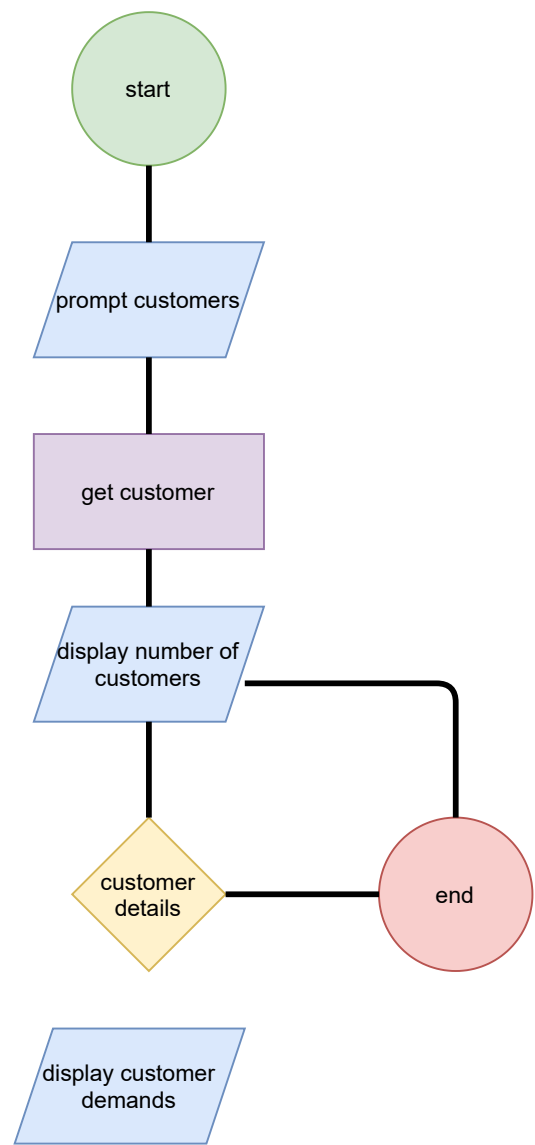 start
prompt customers
get customer
display number of
customers
customer
details
end
display customer
demands